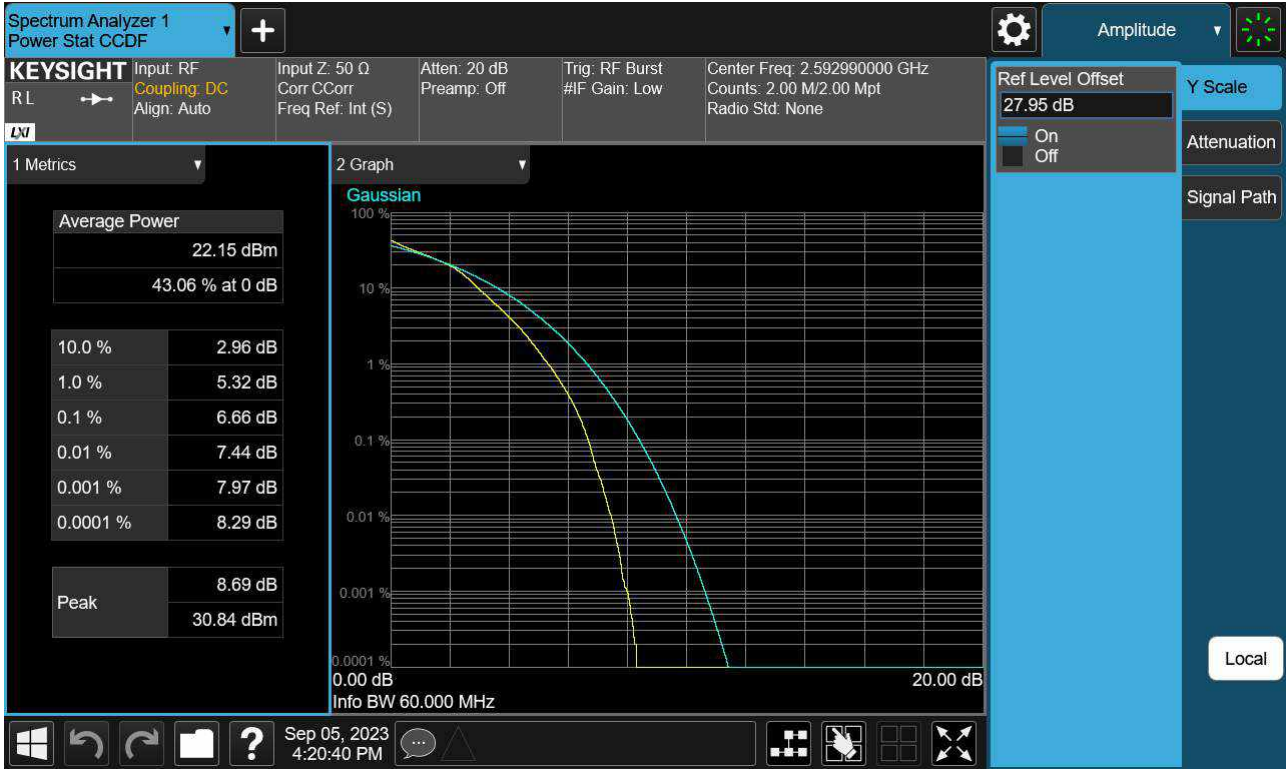 Spectrum Analyzer 1
Power Stat CCDF
Amplitude
KEYSIGHT
RL
LXI
Input: RF
Coupling: DC
Align: Auto
Input Z: 50 Ω
Corr CCorr
Freq Ref: Int (S)
Atten: 20 dB
Preamp: Off
Trig: RF Burst
#IF Gain: Low
Center Freq: 2.592990000 GHz
Counts: 2.00 M/2.00 Mpt
Radio Std: None
Ref Level Offset
27.95 dB
On
Off
Y Scale
Attenuation
Signal Path
Local
1 Metrics
Average Power
22.15 dBm
43.06 % at 0 dB
10.0 % 2.96 dB
1.0 % 5.32 dB
0.1 % 6.66 dB
0.01 % 7.44 dB
0.001 % 7.97 dB
0.0001 % 8.29 dB
Peak
8.69 dB
30.84 dBm
2 Graph
Gaussian
100 %
10 %
1 %
0.1 %
0.01 %
0.001 %
0.0001 %
0.00 dB 20.00 dB
Info BW 60.000 MHz
?
Sep 05, 2023
4:20:40 PM